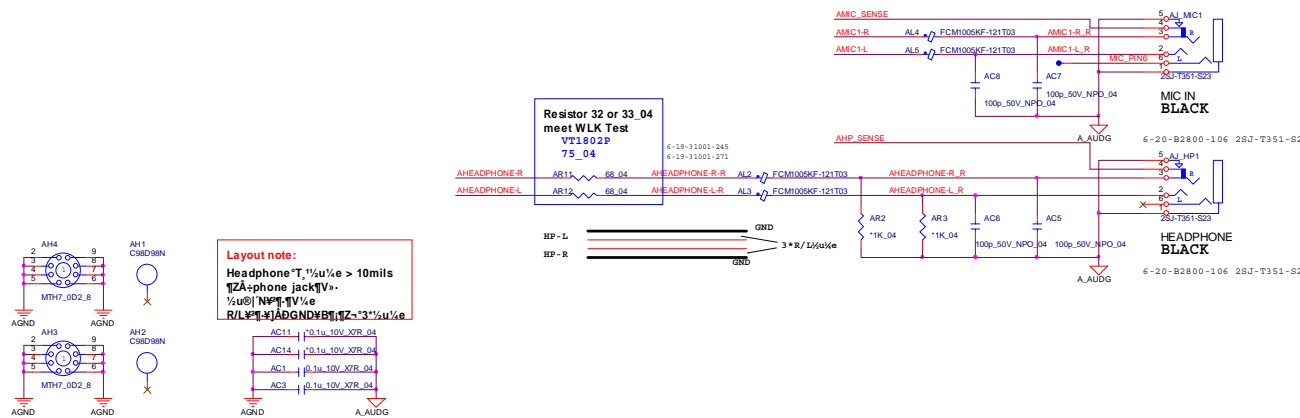 AMIC_SENSE
AMIC1-R AL4 FCM1005KF-121T03 AMIC1-R_R
AMIC1-L AL5 FCM1005KF-121T03 AMIC1-L_R
MIC_PIN6
AC8 AC7
100p_50V_NPO_04 100p_50V_NPO_04
A_AUDG
5 AJ_MIC1
4
3 R
2
6 L
1
2SJ-T351-S23
MIC IN
BLACK
6-20-B2800-106 2SJ-T351-S2
Resistor 32 or 33_04
meet WLK Test
VT1802P
75_04
6-19-31001-245
6-19-31001-271
AHP_SENSE
AHEADPHONE-R AR11 68_04 AHEADPHONE-R-R AL2 FCM1005KF-121T03 AHEADPHONE-R_R
AHEADPHONE-L AR12 68_04 AHEADPHONE-L-R AL3 FCM1005KF-121T03 AHEADPHONE-L_R
AR2 AR3 AC6 AC5
*1K_04 *1K_04 100p_50V_NPO_04 100p_50V_NPO_04
A_AUDG
5 AJ_HP1
4
3 R
2
6 L
1
2SJ-T351-S23
HEADPHONE
BLACK
6-20-B2800-106 2SJ-T351-S2
GND
HP-L
HP-R
3*R/L½u¼e
GND
AH4
2 9
3 8
4 1 7
5 6
MTH7_0D2_8
AGND AGND
AH1
C98D98N
AH3
2 9
3 8
4 1 7
5 6
MTH7_0D2_8
AGND AGND
AH2
C98D98N
Layout note:
> 10mils
AC11 *0.1u_10V_X7R_04
AC14 *0.1u_10V_X7R_04
AC1 0.1u_10V_X7R_04
AC3 0.1u_10V_X7R_04
AGND A_AUDG